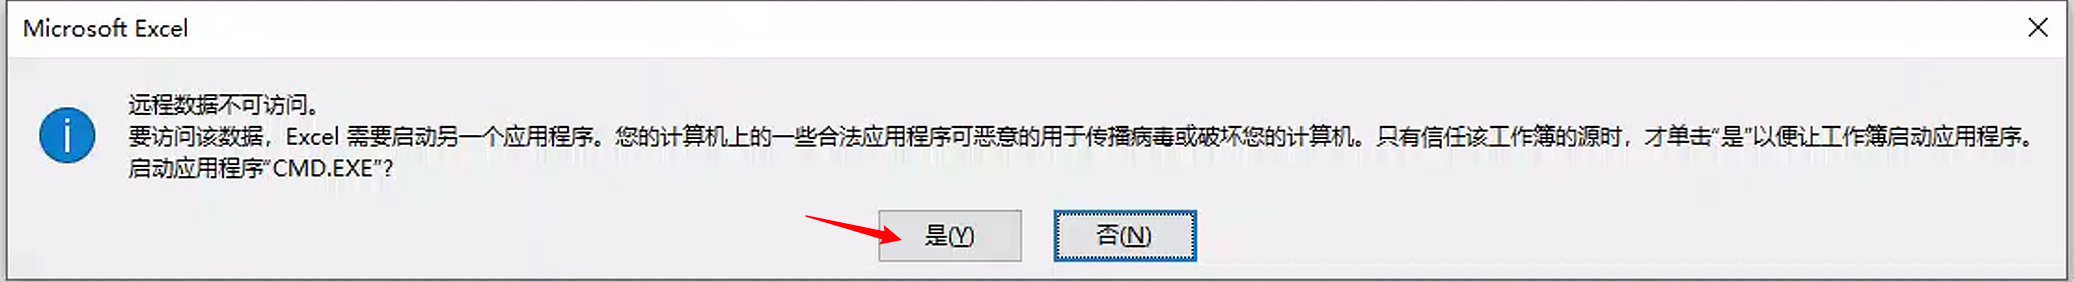 Microsoft Excel
远程数据不可访问。
要访问该数据，Excel 需要启动另一个应用程序。您的计算机上的一些合法应用程序可恶意的用于传播病毒或破坏您的计算机。只有信任该工作簿的源时，才单击“是”以便让工作簿启动应用程序。
启动应用程序“CMD.EXE”?
是(Y) 否(N)